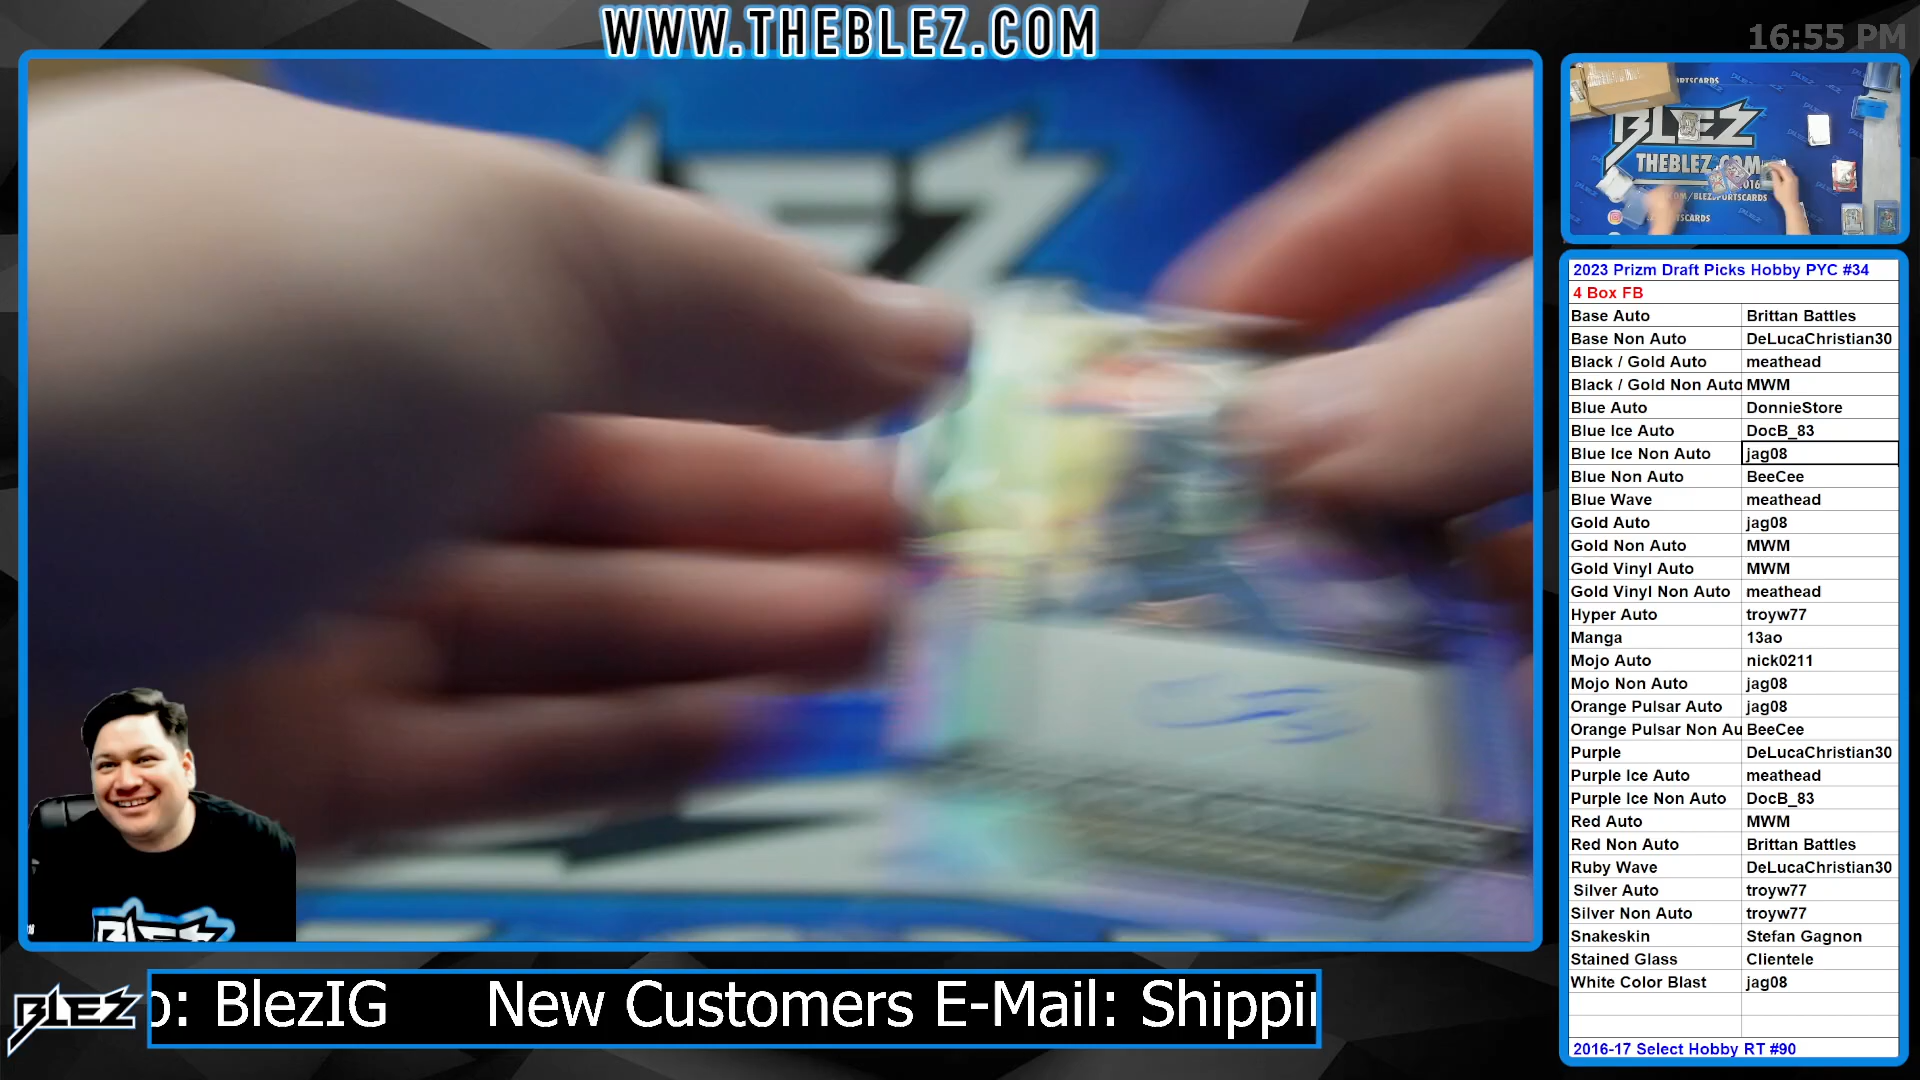 WWW.THEBLEZ.COM
16:55 PM
BLEZ
THEBLEZ.COM
2023 Prizm Draft Picks Hobby PYC #34
4 Box FB
Base Auto Brittan Battles
Base Non Auto DeLucaChristian30
Black / Gold Auto meathead
Black / Gold Non Auto MWM
Blue Auto DonnieStore
Blue Ice Auto DocB_83
Blue Ice Non Auto jag08
Blue Non Auto BeeCee
Blue Wave meathead
Gold Auto jag08
Gold Non Auto MWM
Gold Vinyl Auto MWM
Gold Vinyl Non Auto meathead
Hyper Auto troyw77
Manga 13ao
Mojo Auto nick0211
Mojo Non Auto jag08
Orange Pulsar Auto jag08
Orange Pulsar Non Au BeeCee
Purple DeLucaChristian30
Purple Ice Auto meathead
Purple Ice Non Auto DocB_83
Red Auto MWM
Red Non Auto Brittan Battles
Ruby Wave DeLucaChristian30
Silver Auto troyw77
Silver Non Auto troyw77
Snakeskin Stefan Gagnon
Stained Glass Clientele
White Color Blast jag08
2016-17 Select Hobby RT #90
BLEZ
o: BlezIG New Customers E-Mail: Shippin